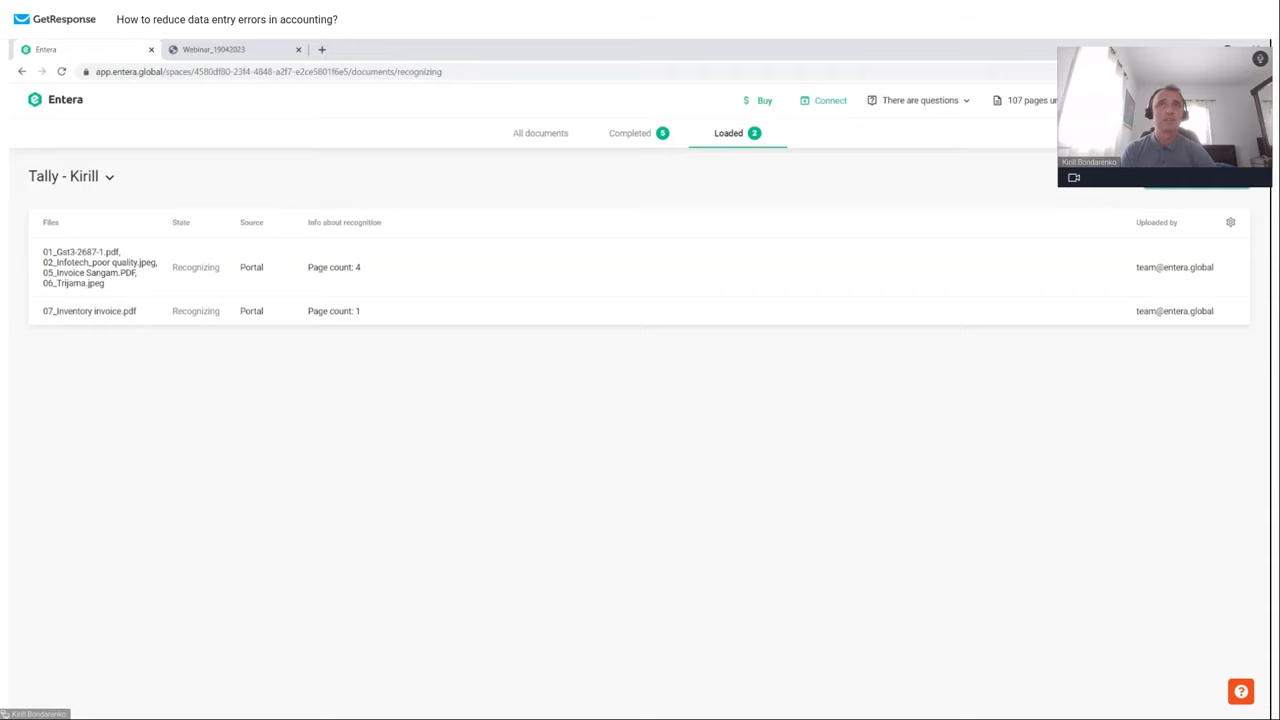 GetResponse How to reduce data entry errors in accounting?
Entera Webinar_19042023
app.entera.global/spaces/4580df80-23f4-4848-a2f7-e2ce5801f6e5/documents/recognizing
Entera $ Buy Connect There are questions 107 pages
All documents Completed 5 Loaded 2
Kirill Bondarenko
Tally - Kirill
Files State Source Info about recognition Uploaded by
01_Gst3-2687-1.pdf,
02_Infotech_poor quality.jpeg,
05_Invoice Sangam.PDF,
06_Trijama.jpeg
Recognizing Portal Page count: 4 team@entera.global
07_Inventory invoice.pdf Recognizing Portal Page count: 1 team@entera.global
Kirill Bondarenko